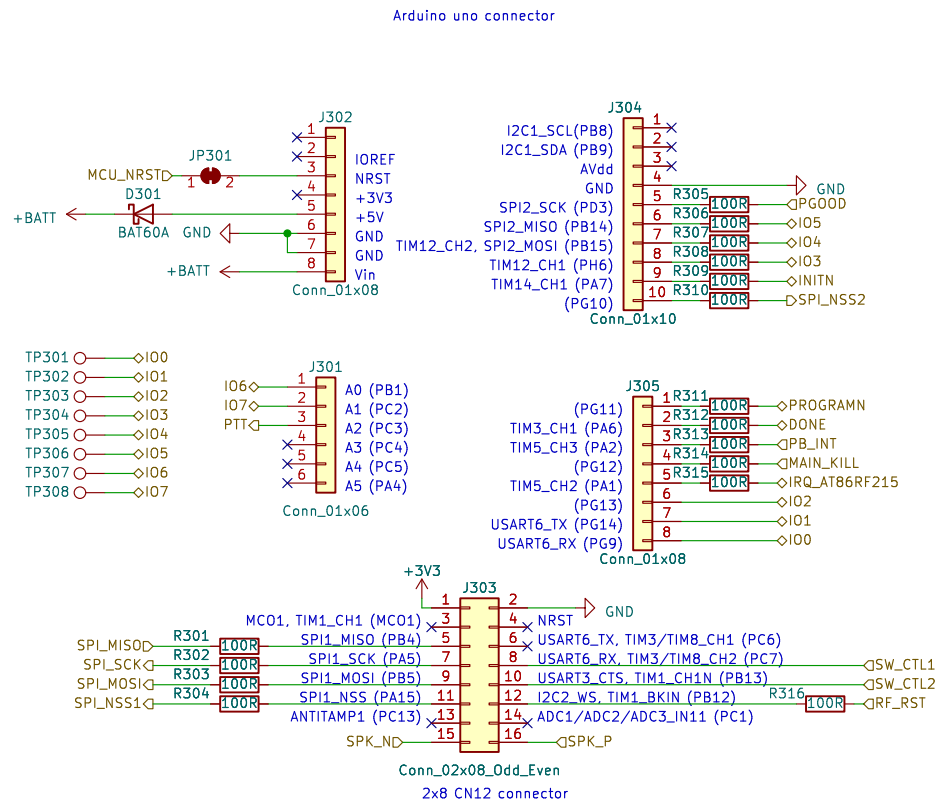 Arduino uno connector
J302
1
2 IOREF
MCU_NRST JP301 1 2 3 NRST
4 +3V3
+BATT D301 BAT60A 5 +5V
GND 6 GND
7 GND
+BATT 8 Vin
Conn_01x08
J304
I2C1_SCL(PB8) 1
I2C1_SDA (PB9) 2
AVdd 3
GND 4 GND
SPI2_SCK (PD3) 5 R305 100R PGOOD
SPI2_MISO (PB14) 6 R306 100R IO5
TIM12_CH2, SPI2_MOSI (PB15) 7 R307 100R IO4
TIM12_CH1 (PH6) 8 R308 100R IO3
TIM14_CH1 (PA7) 9 R309 100R INITN
(PG10) 10 R310 100R SPI_NSS2
Conn_01x10
TP301 IO0
TP302 IO1
TP303 IO2
TP304 IO3
TP305 IO4
TP306 IO5
TP307 IO6
TP308 IO7
J301
IO6 1 A0 (PB1)
IO7 2 A1 (PC2)
PTT 3 A2 (PC3)
4 A3 (PC4)
5 A4 (PC5)
6 A5 (PA4)
Conn_01x06
J305
(PG11) 1 R311 100R PROGRAMN
TIM3_CH1 (PA6) 2 R312 100R DONE
TIM5_CH3 (PA2) 3 R313 100R PB_INT
(PG12) 4 R314 100R MAIN_KILL
TIM5_CH2 (PA1) 5 R315 100R IRQ_AT86RF215
(PG13) 6 IO2
USART6_TX (PG14) 7 IO1
USART6_RX (PG9) 8 IO0
Conn_01x08
+3V3 J303
1 2 GND
MCO1, TIM1_CH1 (MCO1) 3 4 NRST
SPI_MISO R301 100R SPI1_MISO (PB4) 5 6 USART6_TX, TIM3/TIM8_CH1 (PC6)
SPI_SCK R302 100R SPI1_SCK (PA5) 7 8 USART6_RX, TIM3/TIM8_CH2 (PC7) SW_CTL1
SPI_MOSI R303 100R SPI1_MOSI (PB5) 9 10 USART3_CTS, TIM1_CH1N (PB13) SW_CTL2
SPI_NSS1 R304 100R SPI1_NSS (PA15) 11 12 I2C2_WS, TIM1_BKIN (PB12) R316 100R RF_RST
ANTITAMP1 (PC13) 13 14 ADC1/ADC2/ADC3_IN11 (PC1)
SPK_N 15 16 SPK_P
Conn_02x08_Odd_Even
2x8 CN12 connector